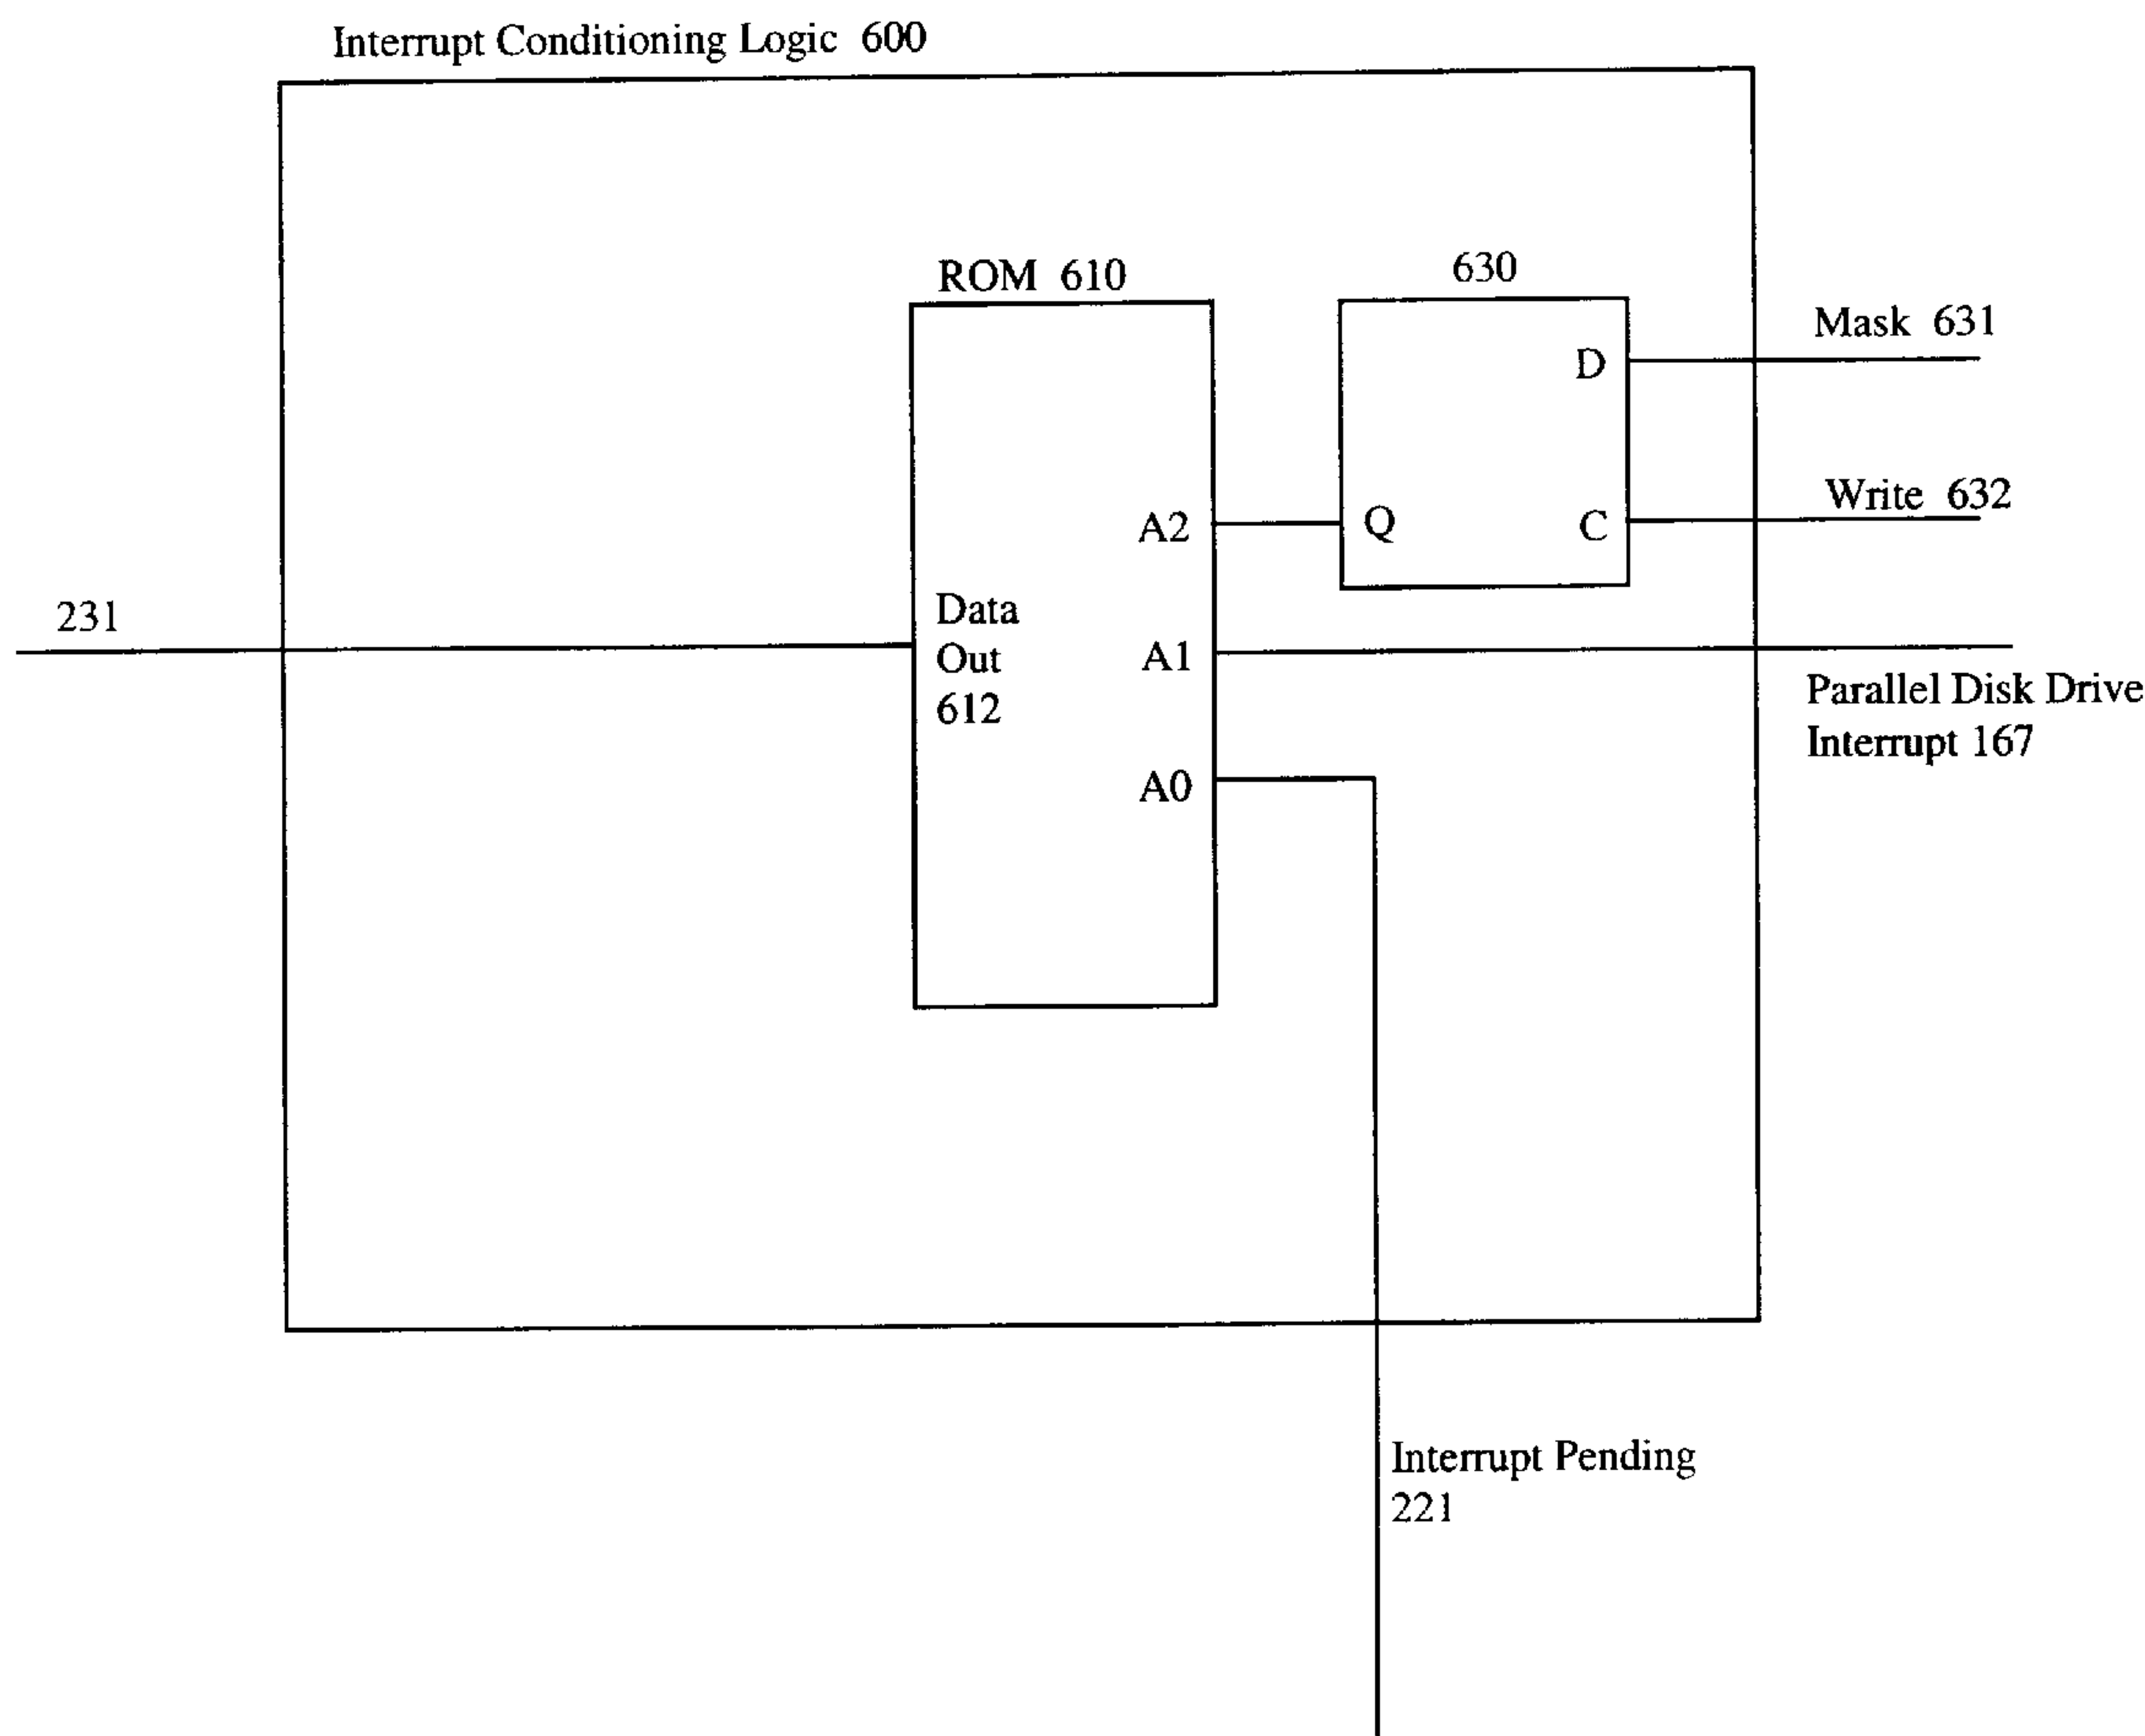 Interrupt Conditioning Logic 600
ROM 610
630
Mask 631
D
Write 632
A2
Q
C
231
Data
Out
612
A1
Parallel Disk Drive
Interrupt 167
A0
Interrupt Pending
221